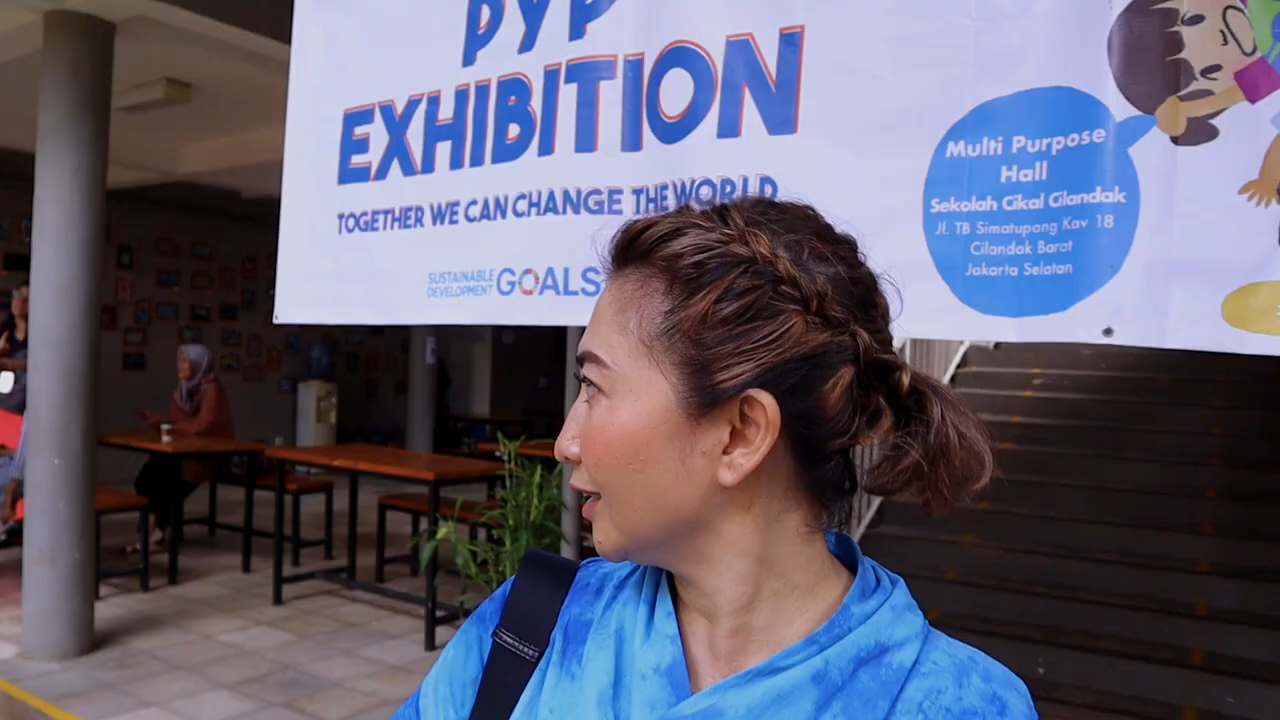 PYP
EXHIBITION
TOGETHER WE CAN CHANGE THE WORLD
SUSTAINABLE
DEVELOPMENT
GOALS
Multi Purpose
Hall
Sekolah Cikal Cilandak
Jl. TB Simatupang Kav 18
Cilandak Barat
Jakarta Selatan